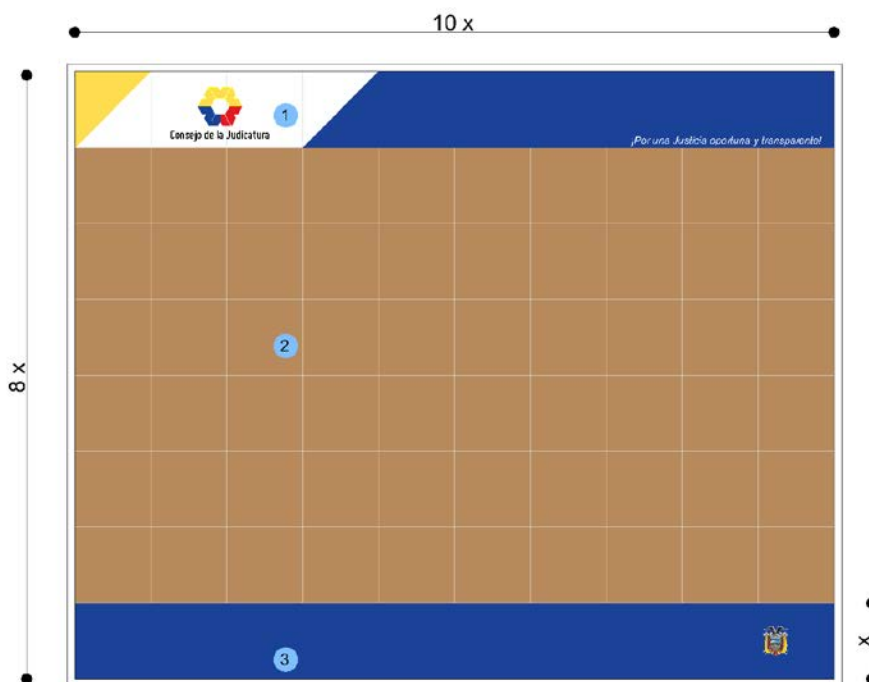 10 x
1
Consejo de la Judicatura
¡Por una Justicia oportuna y transparente!
8 x
2
x
3